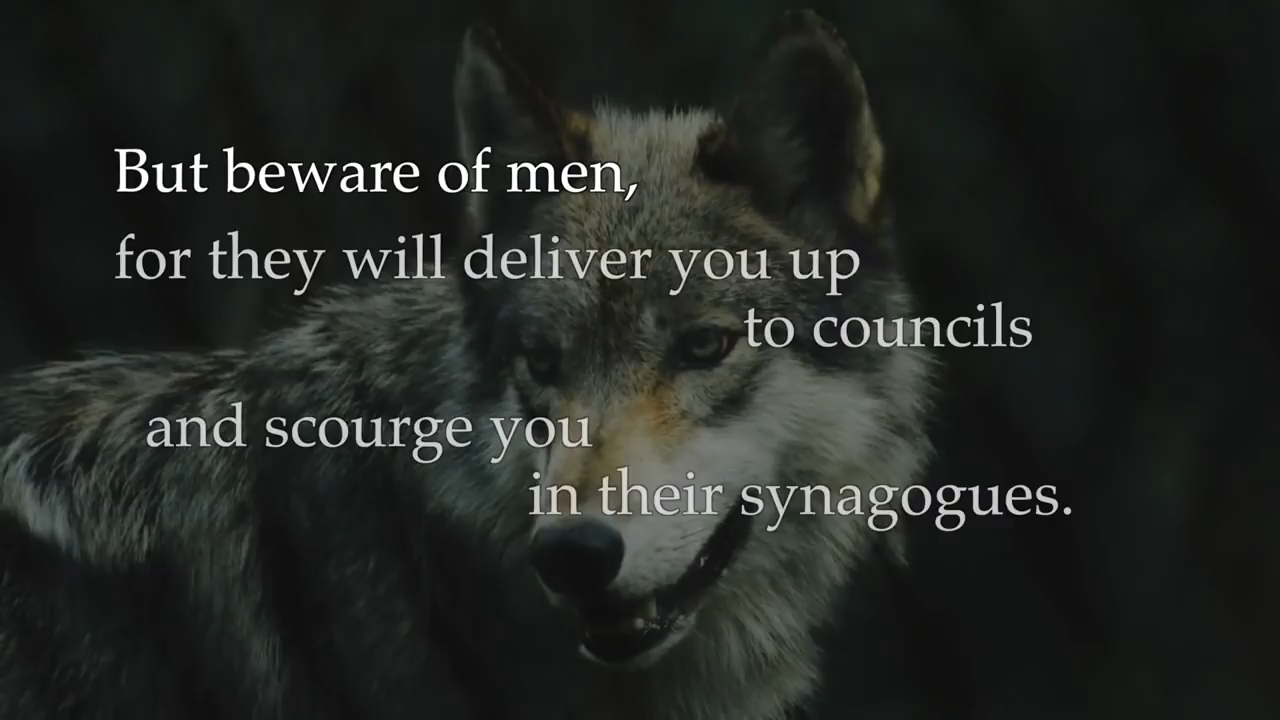 But beware of men,
for they will deliver you up
to councils
and scourge you
in their synagogues.